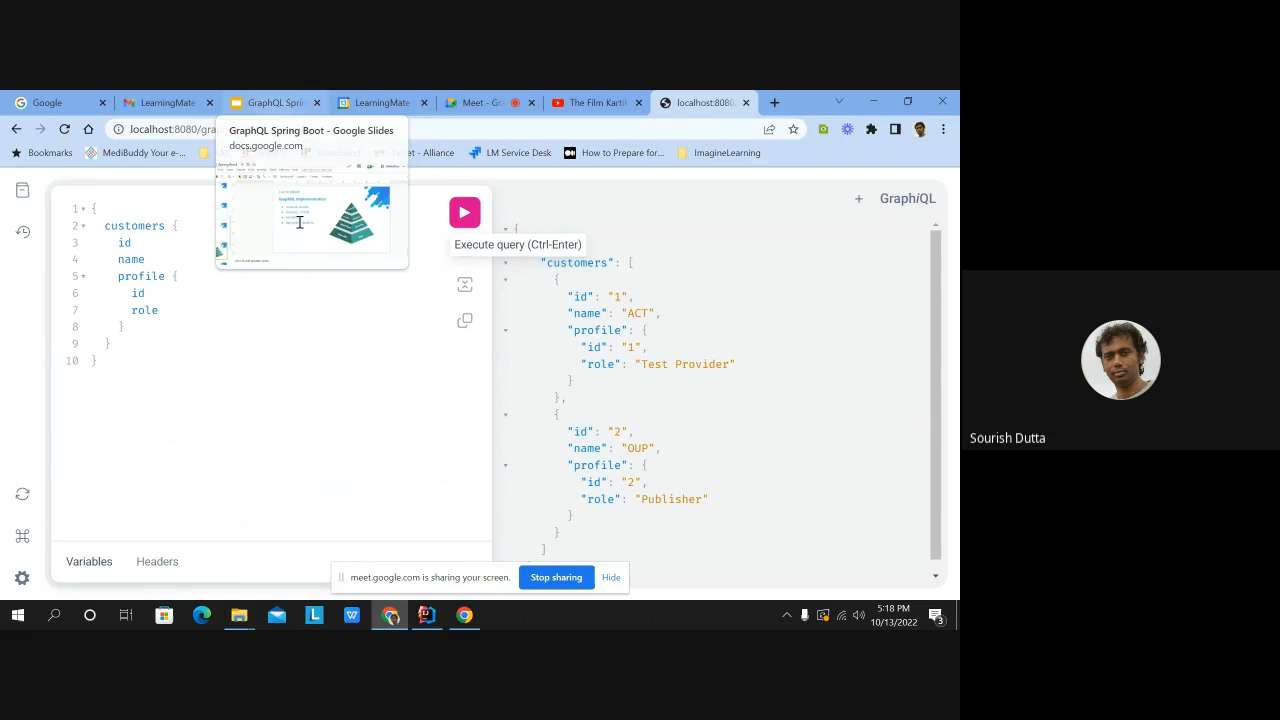 Google
LearningMate
GraphQL Sprin
LearningMate
Meet - Gra
The Film Kartik
localhost:8080/
localhost:8080/gra
GraphQL Spring Boot - Google Slides
docs.google.com
Bookmarks
MediBuddy Your e-...
- Alliance
LM Service Desk
How to Prepare for...
ImagineLearning
GraphQL Implementation
GraphiQL
Execute query (Ctrl-Enter)
1 {
2 customers {
3 id
4 name
5 profile {
6 id
7 role
8 }
9 }
10 }
{
"customers": [
{
"id": "1",
"name": "ACT",
"profile": {
"id": "1",
"role": "Test Provider"
}
},
{
"id": "2",
"name": "OUP",
"profile": {
"id": "2",
"role": "Publisher"
}
}
]
Variables
Headers
meet.google.com is sharing your screen.
Stop sharing
Hide
5:18 PM
10/13/2022
3
Sourish Dutta